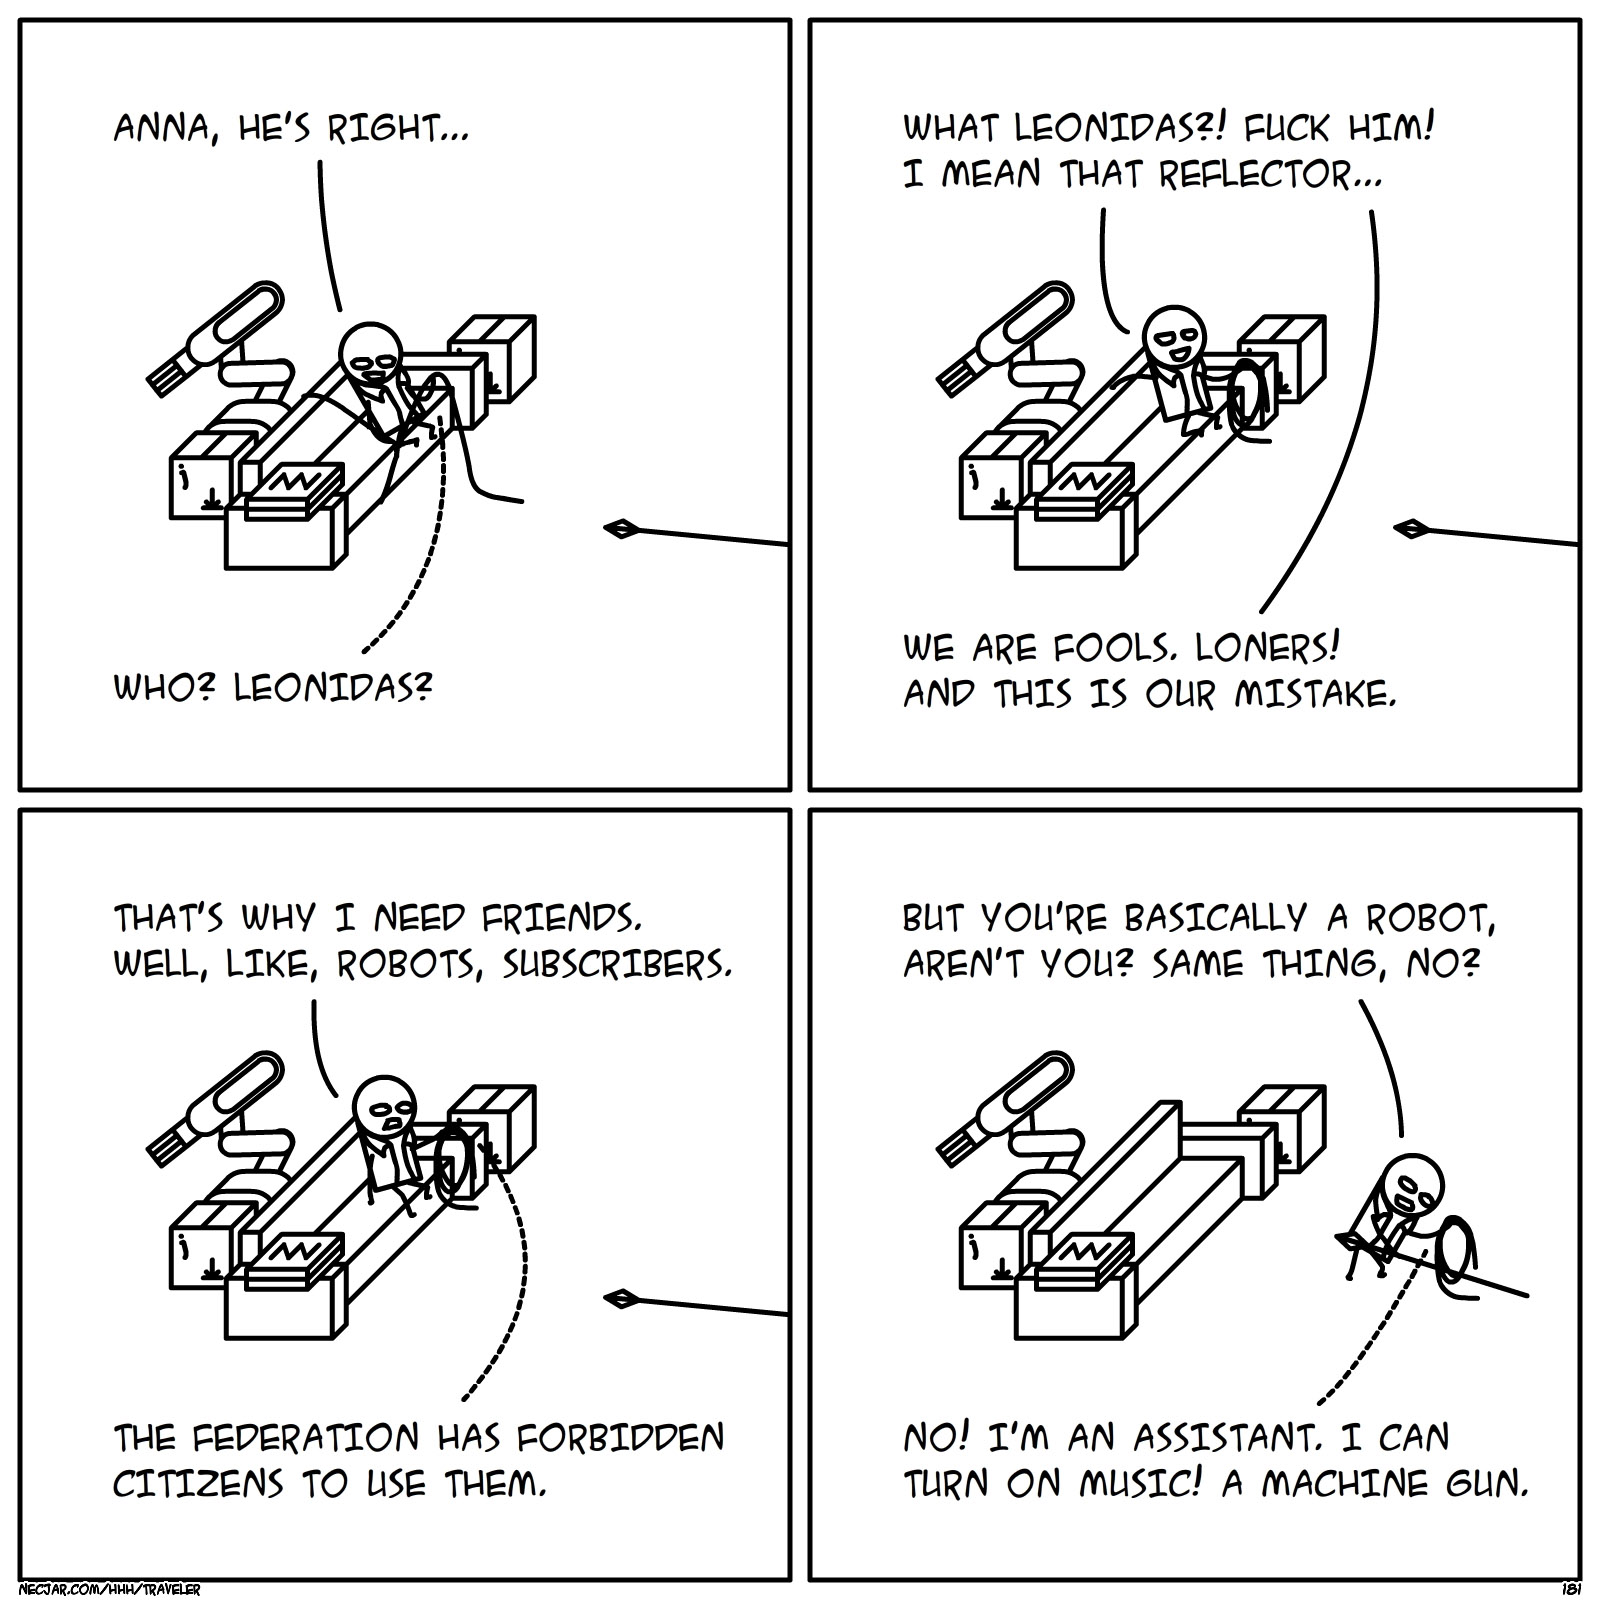 ANNA, HE'S RIGHT...
WHO? LEONIDAS?
WHAT LEONIDAS?! FUCK HIM!
I MEAN THAT REFLECTOR...
WE ARE FOOLS. LONERS!
AND THIS IS OUR MISTAKE.
THAT'S WHY I NEED FRIENDS.
WELL, LIKE, ROBOTS, SUBSCRIBERS.
THE FEDERATION HAS FORBIDDEN
CITIZENS TO USE THEM.
BUT YOU'RE BASICALLY A ROBOT,
AREN'T YOU? SAME THING, NO?
NO! I'M AN ASSISTANT. I CAN
TURN ON MUSIC! A MACHINE GUN.
NECJAR.COM/HHH/TRAVELER
181